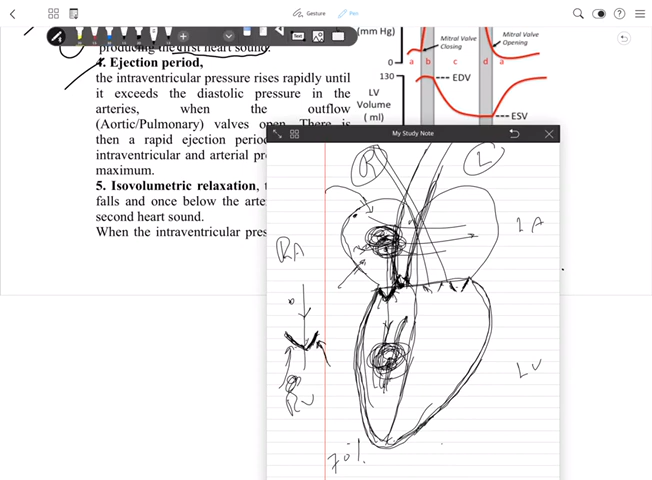 Gesture
Pen
Text
producing the first heart sound.
4. Ejection period,
the intraventricular pressure rises rapidly until
it exceeds the diastolic pressure in the
arteries, when the outflow
(Aortic/Pulmonary) valves open. There is
then a rapid ejection period
intraventricular and arterial pre
maximum.
5. Isovolumetric relaxation, t
falls and once below the arte
second heart sound.
When the intraventricular pres
(mm Hg)
Mitral Valve
Closing
Mitral Valve
Opening
0
a b c d a
130
LV
Volume
( ml)
EDV
ESV
My Study Note
R
L
LA
RA
RV
LV
70%